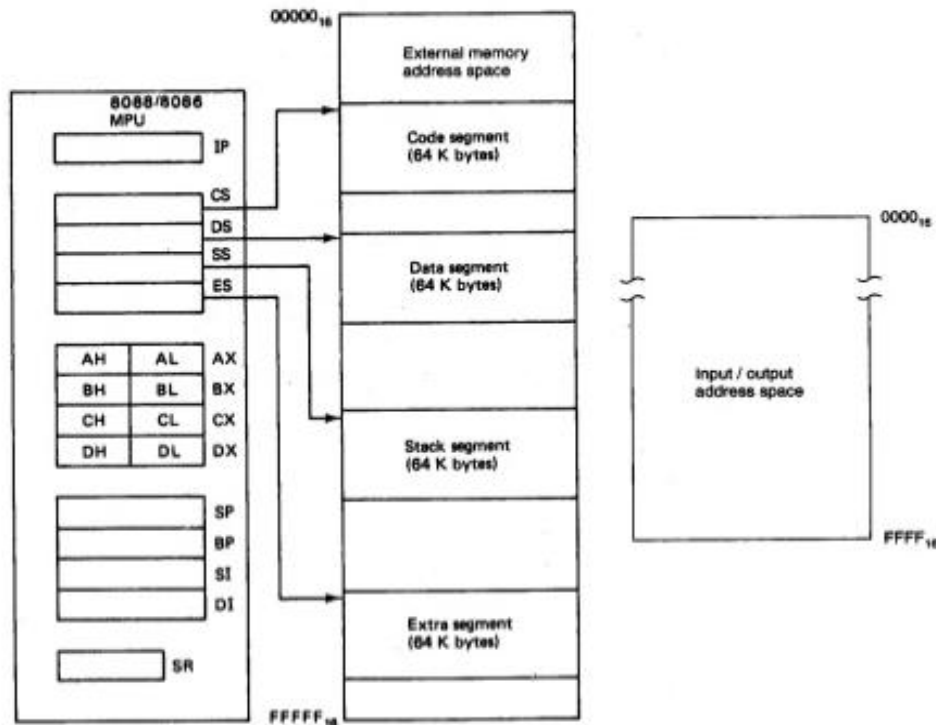 00000₁₆
External memory
address space
8088/8086
MPU
IP
Code segment
(64 K bytes)
CS
DS
SS
ES
0000₁₆
Data segment
(64 K bytes)
AH AL AX
BH BL BX
CH CL CX
DH DL DX
Input / output
address space
Stack segment
(64 K bytes)
SP
BP
SI
DI
FFFF₁₆
Extra segment
(64 K bytes)
SR
FFFFF₁₆